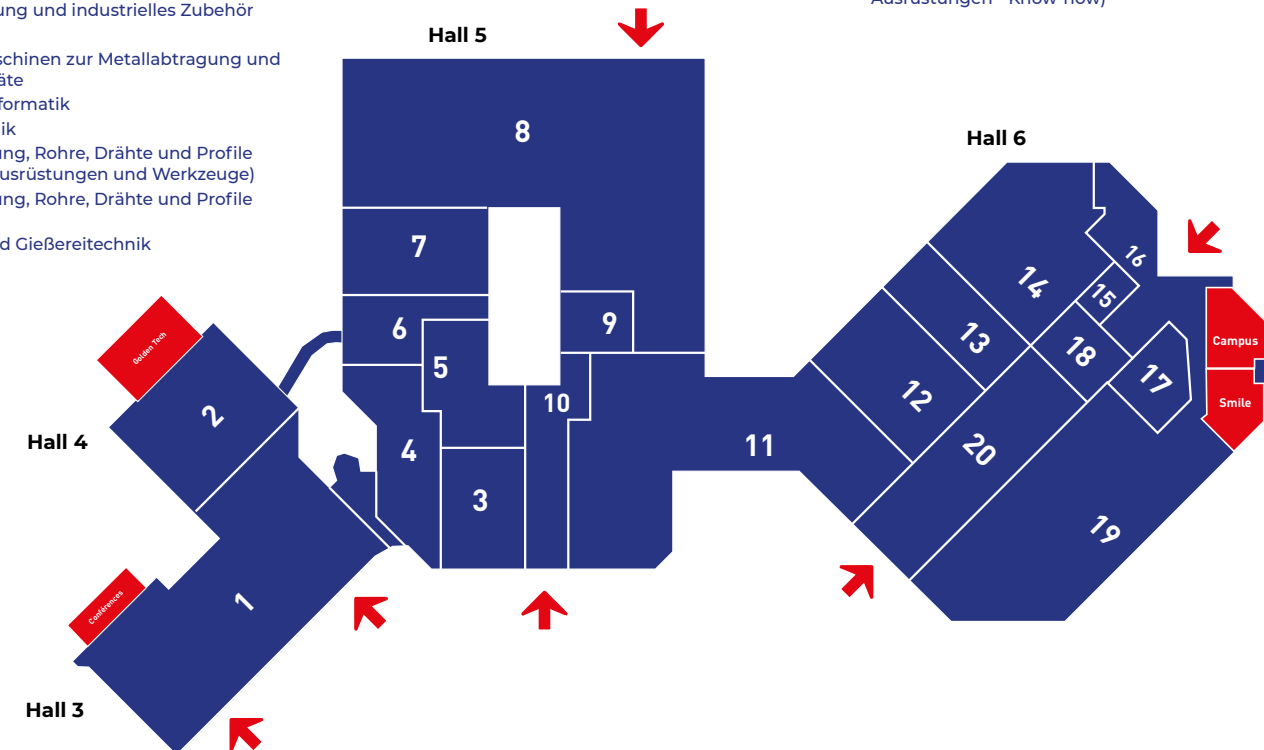 ung und industrielles Zubehör
schinen zur Metallabtragung und
äte
formatik
ik
ung, Rohre, Drähte und Profile
usrüstungen und Werkzeuge)
ung, Rohre, Drähte und Profile
d Gießereitechnik
Hall 5
Hall 6
8
7
6
5
9
10
4
3
11
14
16
15
13
18
17
12
20
19
Campus
Smile
Golden Tech
2
Hall 4
1
Conférences
Hall 3